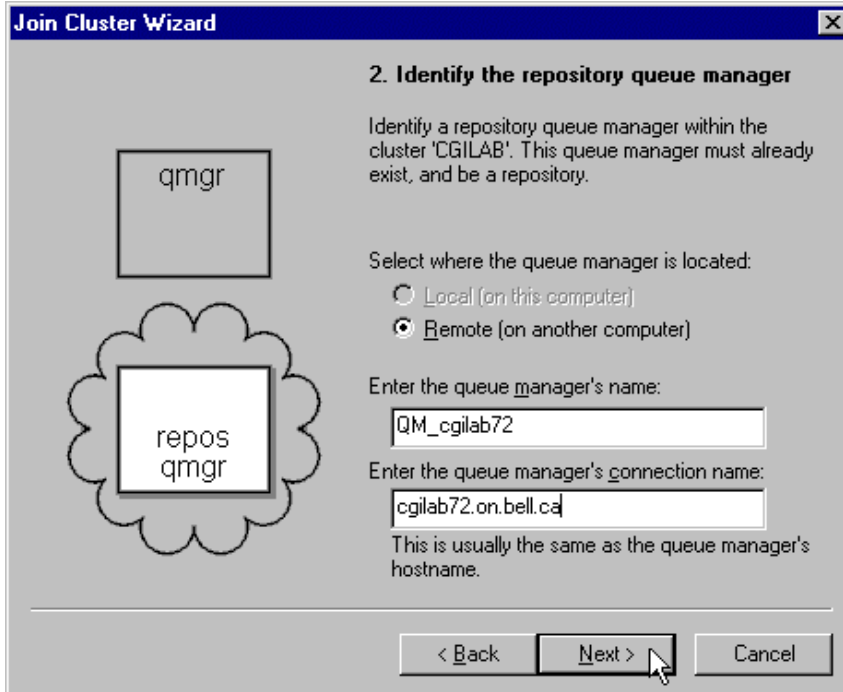 Join Cluster Wizard
qmgr
repos
qmgr
2. Identify the repository queue manager
Identify a repository queue manager within the
cluster 'CGILAB'. This queue manager must already
exist, and be a repository.
Select where the queue manager is located:
Local (on this computer)
Remote (on another computer)
Enter the queue manager's name:
QM_cgilab72
Enter the queue manager's connection name:
cgilab72.on.bell.ca
This is usually the same as the queue manager's
hostname.
< Back
Next >
Cancel